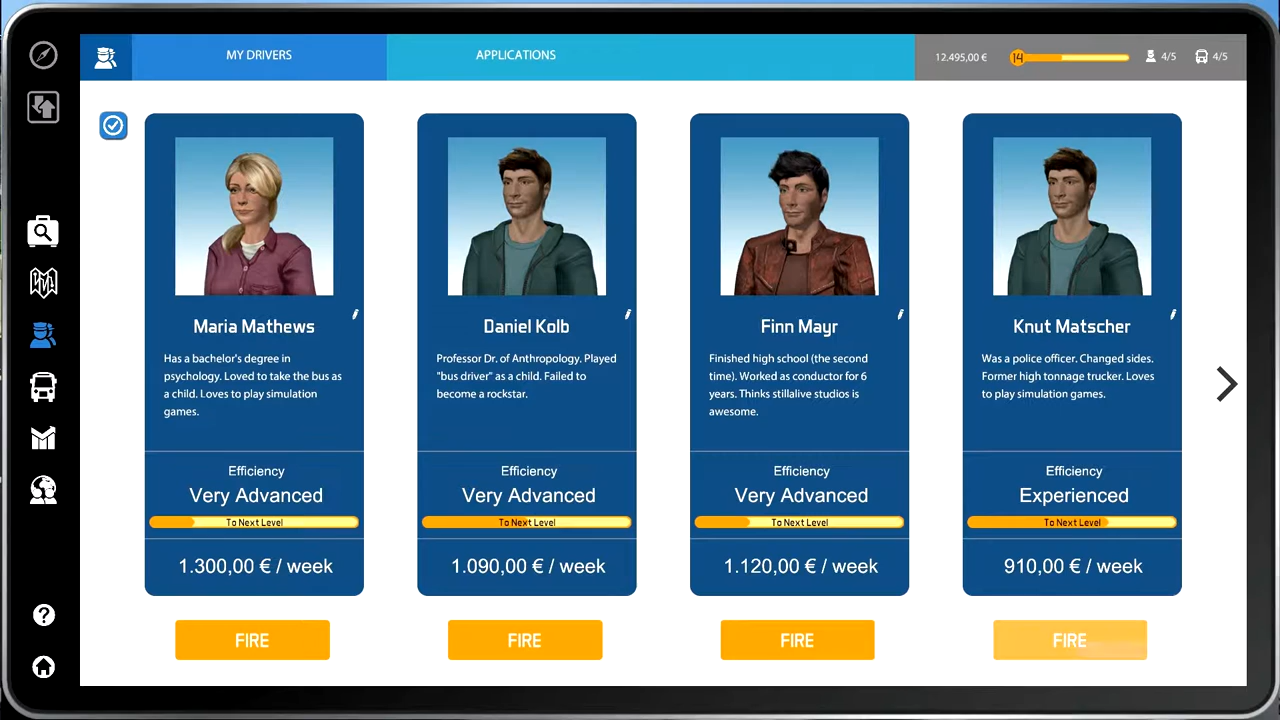 MY DRIVERS
APPLICATIONS
12.495,00 €
14
4/5
4/5
Maria Mathews
Has a bachelor's degree in
psychology. Loved to take the bus as
a child. Loves to play simulation
games.
Efficiency
Very Advanced
To Next Level
1.300,00 € / week
FIRE
Daniel Kolb
Professor Dr. of Anthropology. Played
"bus driver" as a child. Failed to
become a rockstar.
Efficiency
Very Advanced
To Next Level
1.090,00 € / week
FIRE
Finn Mayr
Finished high school (the second
time). Worked as conductor for 6
years. Thinks stillalive studios is
awesome.
Efficiency
Very Advanced
To Next Level
1.120,00 € / week
FIRE
Knut Matscher
Was a police officer. Changed sides.
Former high tonnage trucker. Loves
to play simulation games.
Efficiency
Experienced
To Next Level
910,00 € / week
FIRE